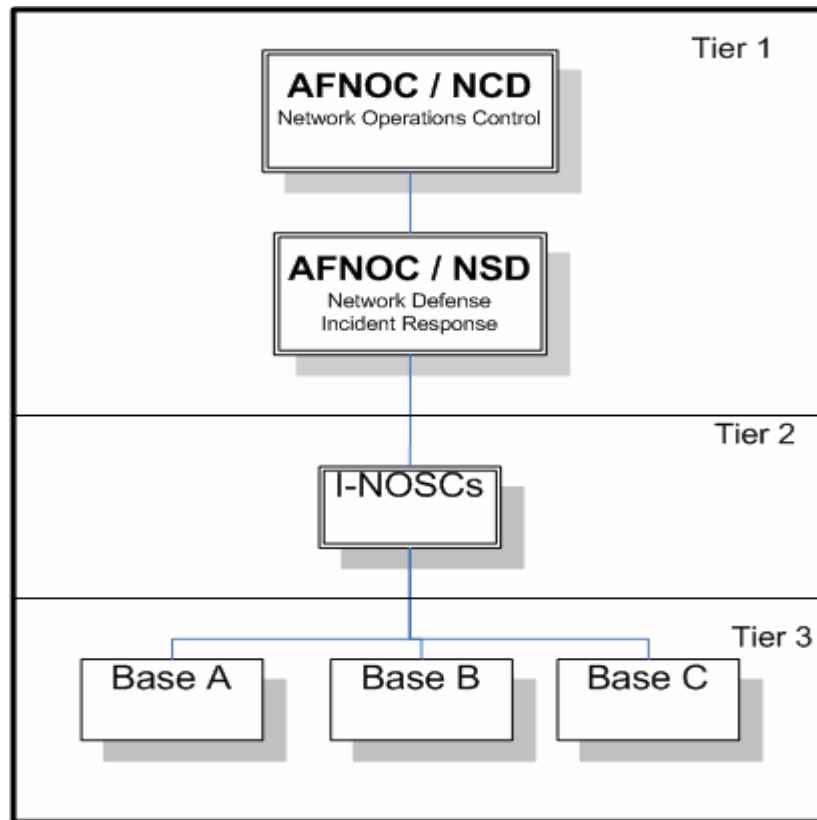 Tier 1
AFNOC / NCD
Network Operations Control
AFNOC / NSD
Network Defense
Incident Response
Tier 2
I-NOSCs
Tier 3
Base A
Base B
Base C